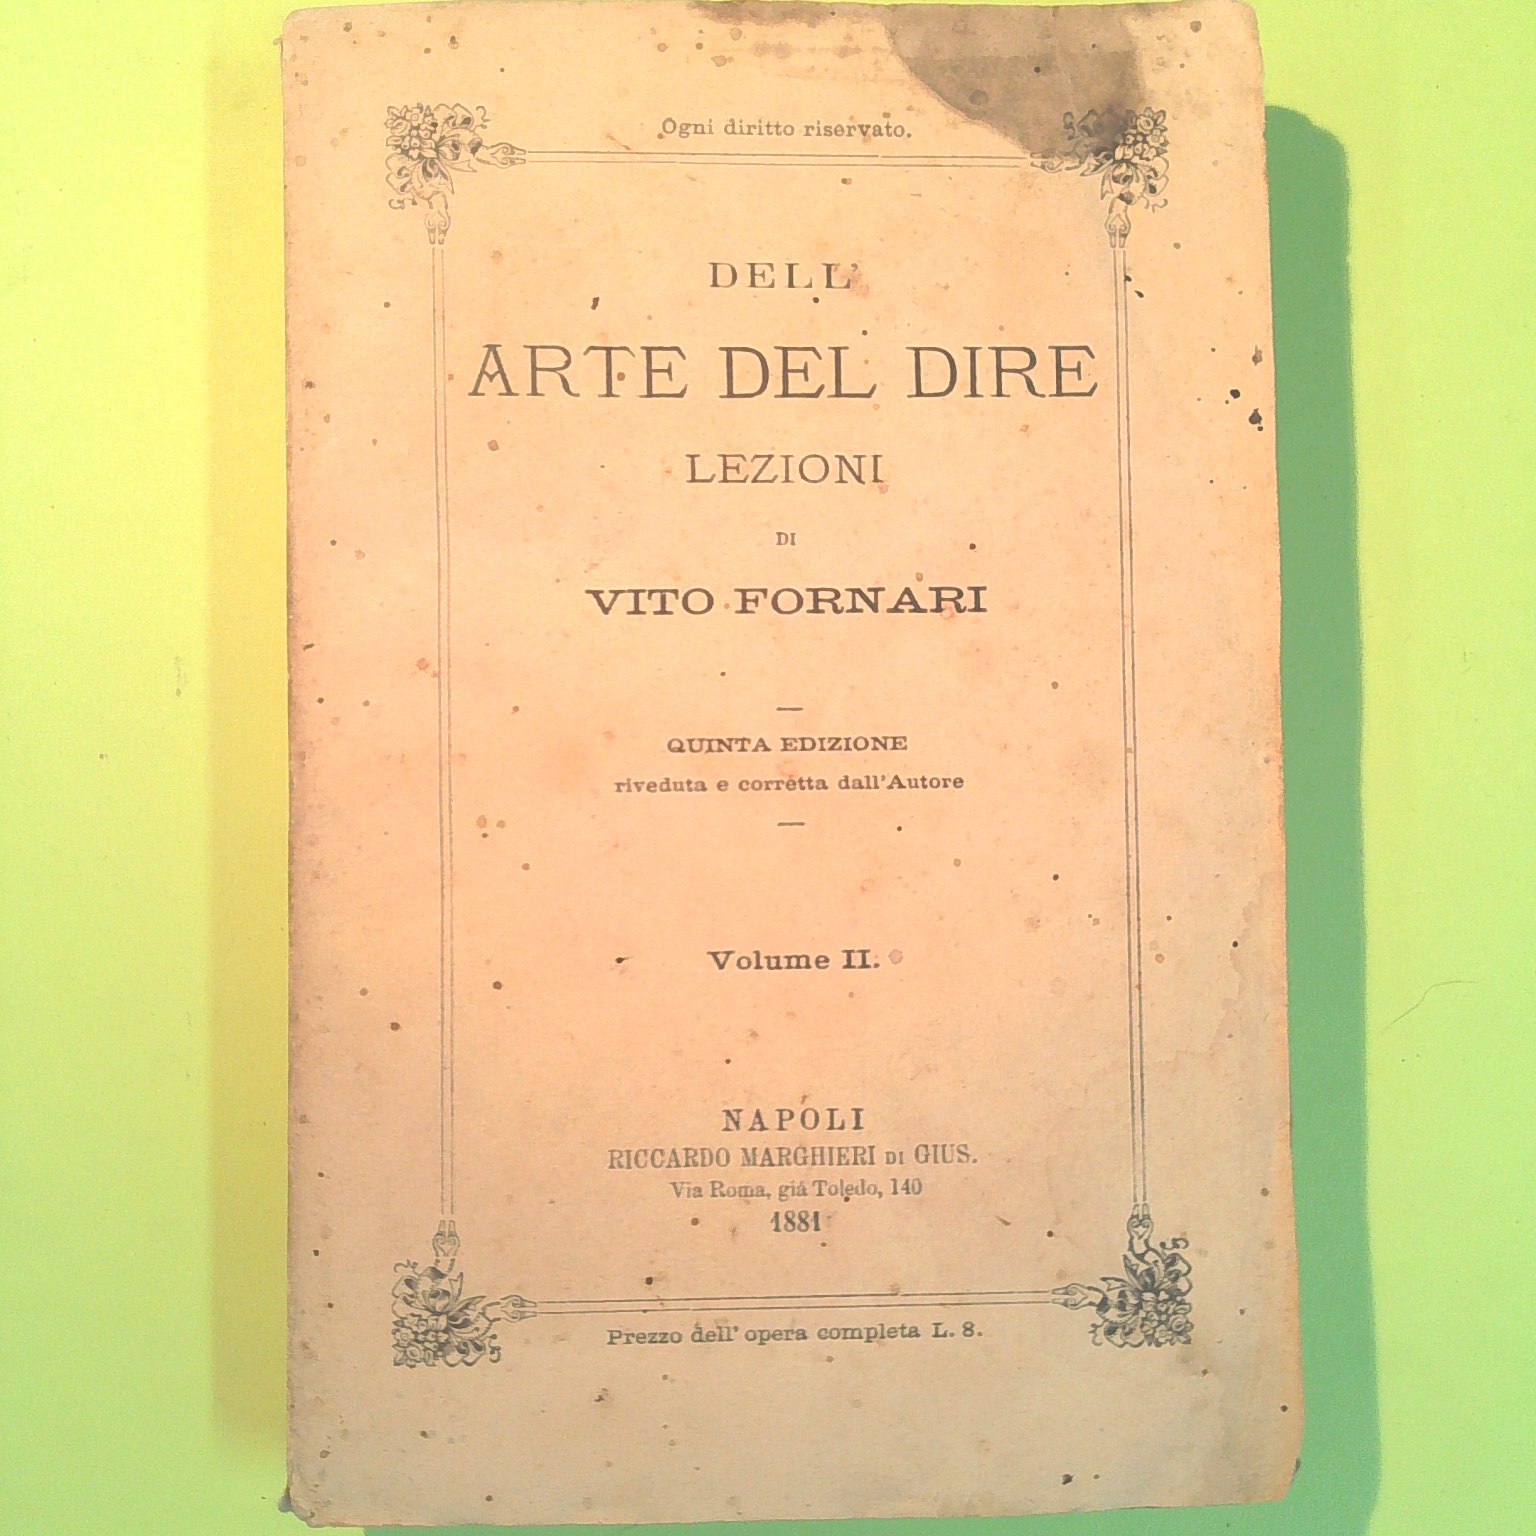 Ogni diritto riservato.
DELL'
ARTE DEL DIRE
LEZIONI
DI
VITO FORNARI
QUINTA EDIZIONE
riveduta e corretta dall'Autore
Volume II.
NAPOLI
RICCARDO MARGHIERI DI GIUS.
Via Roma, già Toledo, 140
1881
Prezzo dell' opera completa L. 8.